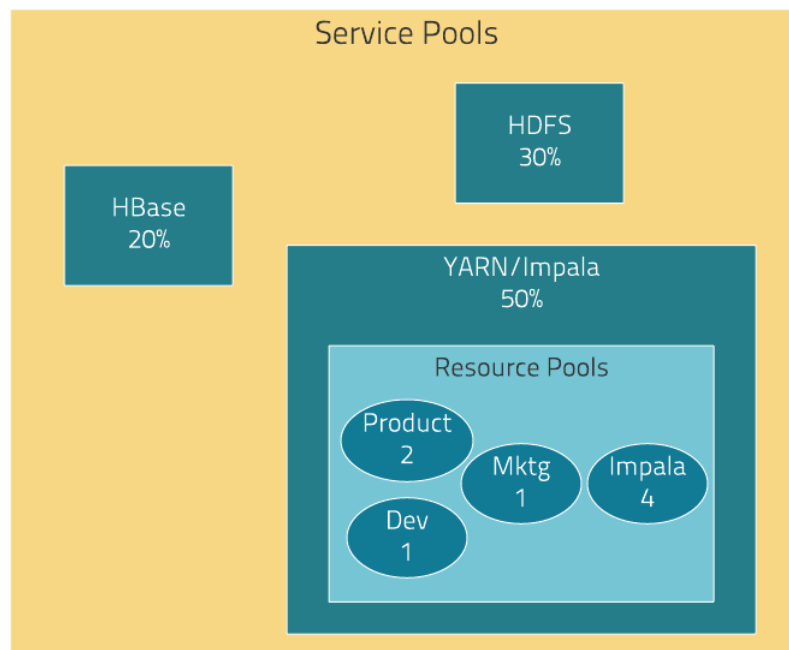 Service Pools
HDFS
30%
HBase
20%
YARN/Impala
50%
Resource Pools
Product
2
Mktg
1
Impala
4
Dev
1